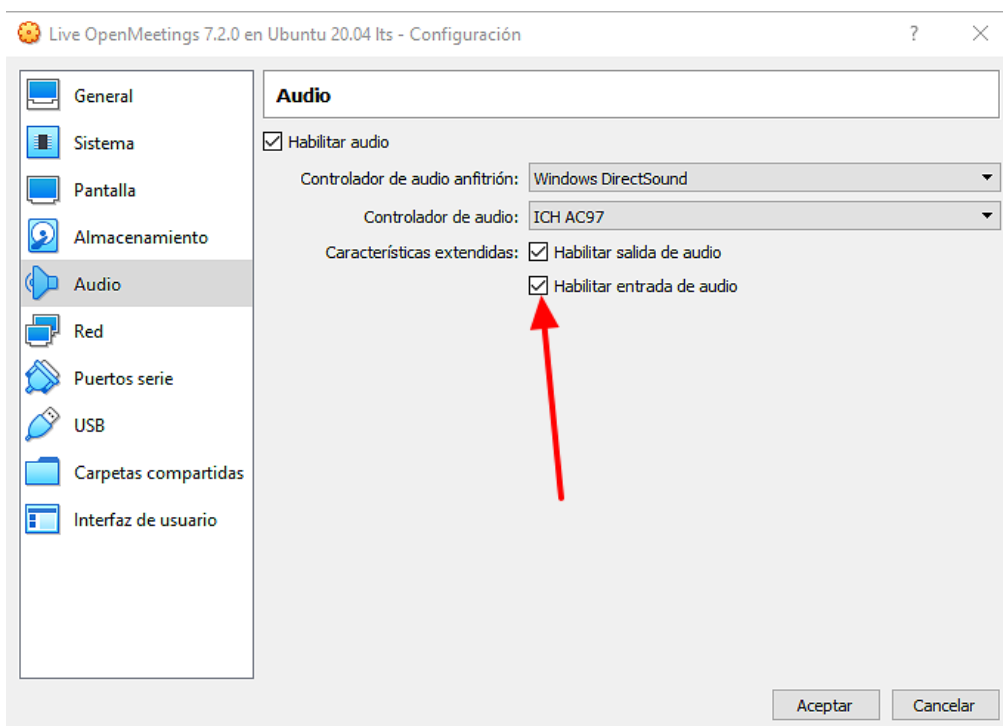 Live OpenMeetings 7.2.0 en Ubuntu 20.04 lts - Configuración
?
General
Sistema
Pantalla
Almacenamiento
Audio
Red
Puertos serie
USB
Carpetas compartidas
Interfaz de usuario
Audio
Habilitar audio
Controlador de audio anfitrión: Windows DirectSound
Controlador de audio: ICH AC97
Características extendidas: Habilitar salida de audio
Habilitar entrada de audio
Aceptar Cancelar